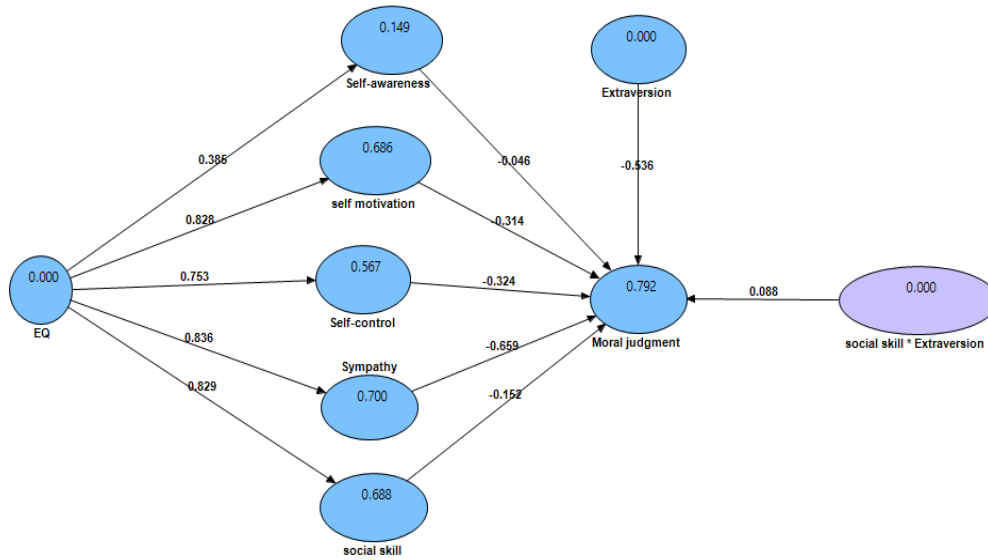 0.149
Self-awareness
0.000
Extraversion
0.385
-0.046
-0.536
0.686
self motivation
0.828
-0.314
0.000
EQ
0.753
0.567
Self-control
-0.324
0.792
Moral judgment
0.088
0.000
social skill * Extraversion
0.836
Sympathy
0.700
-0.659
0.829
-0.152
0.688
social skill